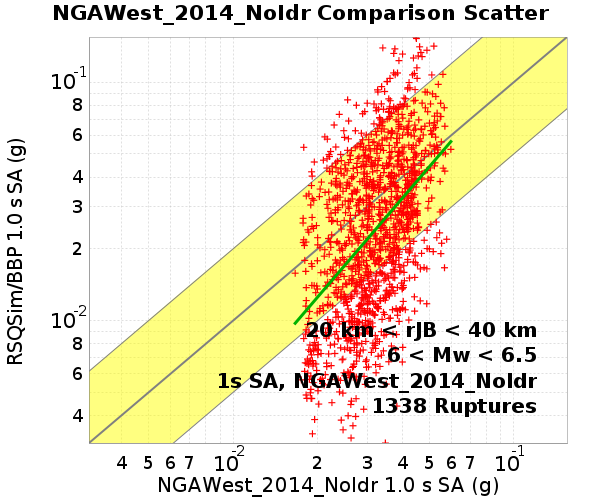 NGAWest_2014_NoIdr Comparison Scatter
RSQSim/BBP 1.0 s SA (g)
10-1
8
6
4
3
2
10-2
8
6
4
20 km < rJB < 40 km
6 < Mw < 6.5
1s SA, NGAWest_2014_NoIdr
1338 Ruptures
4 5 6 7 10-2 2 3 4 5 6 7 10-1
NGAWest_2014_NoIdr 1.0 s SA (g)